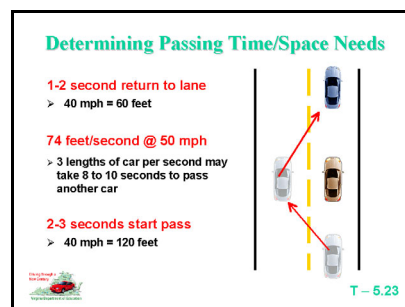 Determining Passing Time/Space Needs
1-2 second return to lane
➢ 40 mph = 60 feet
74 feet/second @ 50 mph
➢ 3 lengths of car per second may
take 8 to 10 seconds to pass
another car
2-3 seconds start pass
➢ 40 mph = 120 feet
T – 5.23